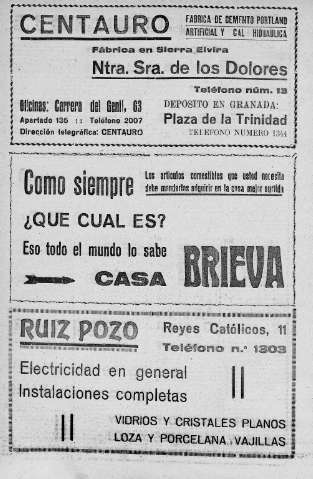 CENTAURO
FABRICA DE CEMENTO PORTLAND
ARTIFICIAL Y CAL HIDRAULICA
Fábrica en Sierra Elvira
Ntra. Sra. de los Dolores
Teléfono núm. 13
Oficinas: Carrera del Genil, 63
Apartado 135 :: Teléfono 2007
Dirección telegráfica: CENTAURO
DEPOSITO EN GRANADA:
Plaza de la Trinidad
TELEFONO NUMERO 1344
Como siempre
Los artículos comestibles que usted necesita
debe mandarlos adquirir en la casa mejor surtida
¿QUE CUAL ES?
Eso todo el mundo lo sabe
CASA BRIEVA
RUIZ POZO
Reyes Católicos, 11
Teléfono n.º 1303
Electricidad en general
Instalaciones completas
VIDRIOS Y CRISTALES PLANOS
LOZA Y PORCELANA, VAJILLAS